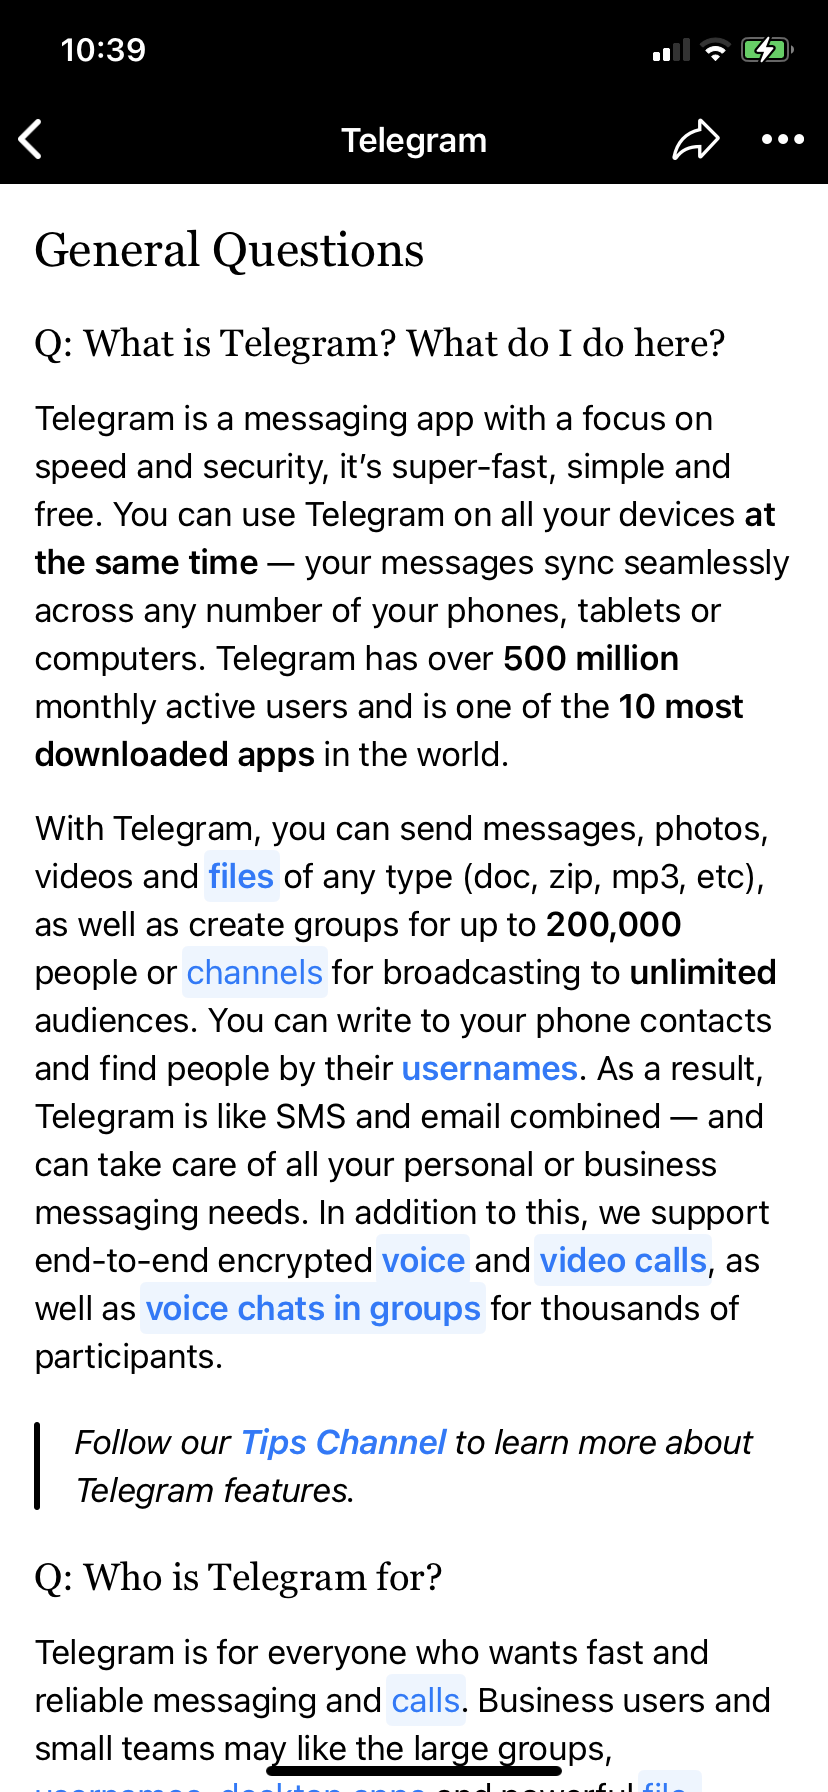 10:39
Telegram
General Questions
Q: What is Telegram? What do I do here?
Telegram is a messaging app with a focus on
speed and security, it’s super-fast, simple and
free. You can use Telegram on all your devices at
the same time — your messages sync seamlessly
across any number of your phones, tablets or
computers. Telegram has over 500 million
monthly active users and is one of the 10 most
downloaded apps in the world.
With Telegram, you can send messages, photos,
videos and files of any type (doc, zip, mp3, etc),
as well as create groups for up to 200,000
people or channels for broadcasting to unlimited
audiences. You can write to your phone contacts
and find people by their usernames. As a result,
Telegram is like SMS and email combined — and
can take care of all your personal or business
messaging needs. In addition to this, we support
end-to-end encrypted voice and video calls, as
well as voice chats in groups for thousands of
participants.
Follow our Tips Channel to learn more about
Telegram features.
Q: Who is Telegram for?
Telegram is for everyone who wants fast and
reliable messaging and calls. Business users and
small teams may like the large groups,
usernames, desktop apps and powerful file